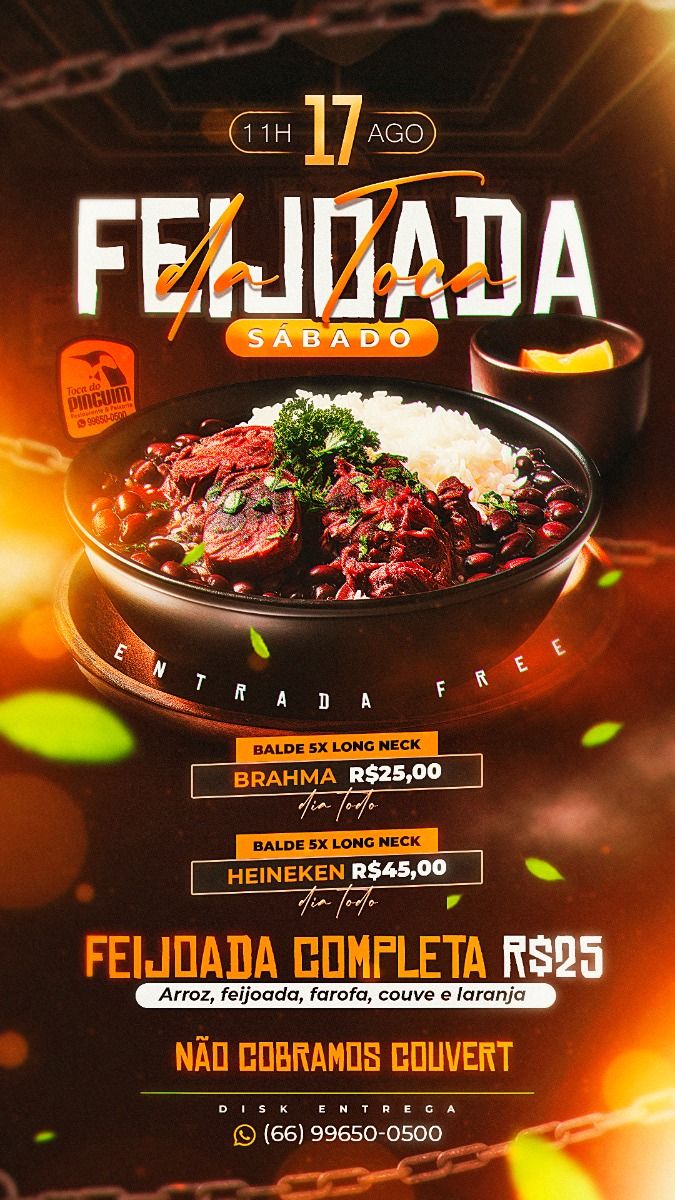 11H 17 AGO
FEIJOADA
da Toca
SÁBADO
Toca do
PINGUIM
Restaurante & Peixaria
99650-0500
ENTRADA FREE
BALDE 5X LONG NECK
BRAHMA R$25,00
dia todo
BALDE 5X LONG NECK
HEINEKEN R$45,00
dia todo
FEIJOADA COMPLETA R$25
Arroz, feijoada, farofa, couve e laranja
NÃO COBRAMOS COUVERT
DISK ENTREGA
(66) 99650-0500